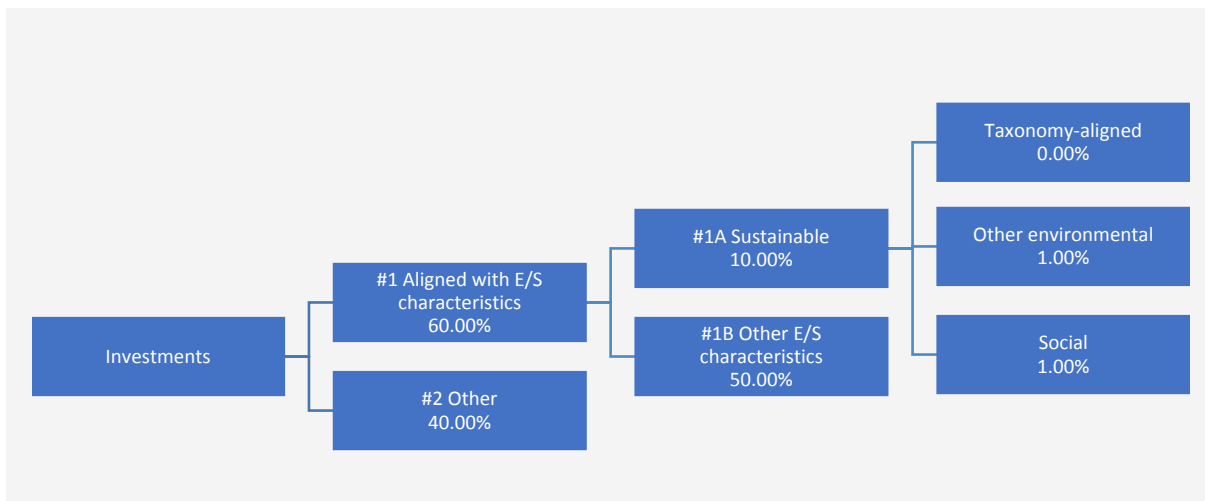 Investments
#1 Aligned with E/S
characteristics
60.00%
#2 Other
40.00%
#1A Sustainable
10.00%
#1B Other E/S
characteristics
50.00%
Taxonomy-aligned
0.00%
Other environmental
1.00%
Social
1.00%